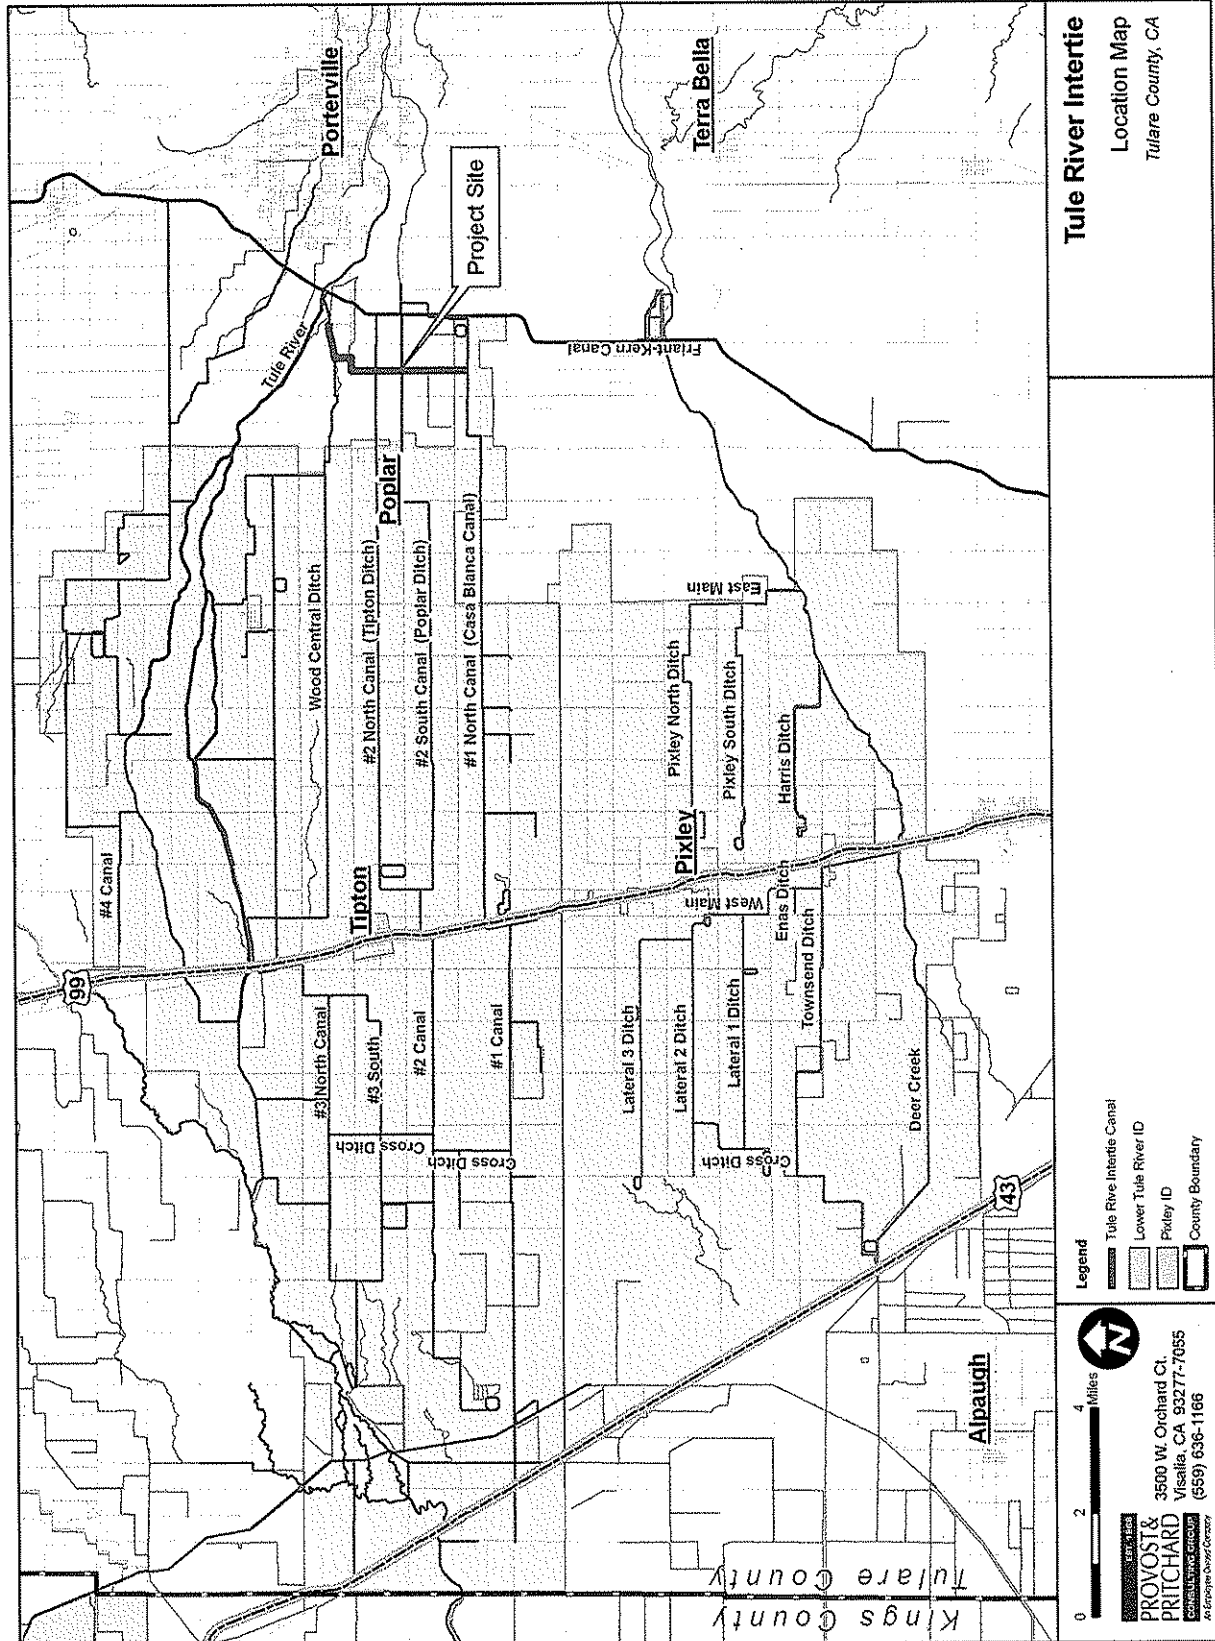 Tule River Intertie
Location Map
Tulare County, CA
Porterville
Terra Bella
Project Site
Tule River
Friant-Kern Canal
Poplar
Wood Central Ditch
#2 North Canal (Tipton Ditch)
#2 South Canal (Poplar Ditch)
#1 North Canal (Casa Blanca Canal)
East Main
Pixley North Ditch
Pixley South Ditch
Harris Ditch
#4 Canal
Tipton
Pixley
West Main
Enas Ditch
Townsend Ditch
99
#3 North Canal
#3 South
#2 Canal
#1 Canal
Lateral 3 Ditch
Lateral 2 Ditch
Lateral 1 Ditch
Deer Creek
Cross Ditch
Cross Ditch
Cross Ditch
Cross Ditch
43
Alpaugh
Tulare County
Kings County
Legend
Tule Rive Intertie Canal
Lower Tule River ID
Pixley ID
County Boundary
N
0 2 4
Miles
PROVOST &
PRITCHARD
CONSULTING GROUP
An Employee Owned Company
3500 W. Orchard Ct.
Visalia, CA 93277-7055
(559) 636-1166